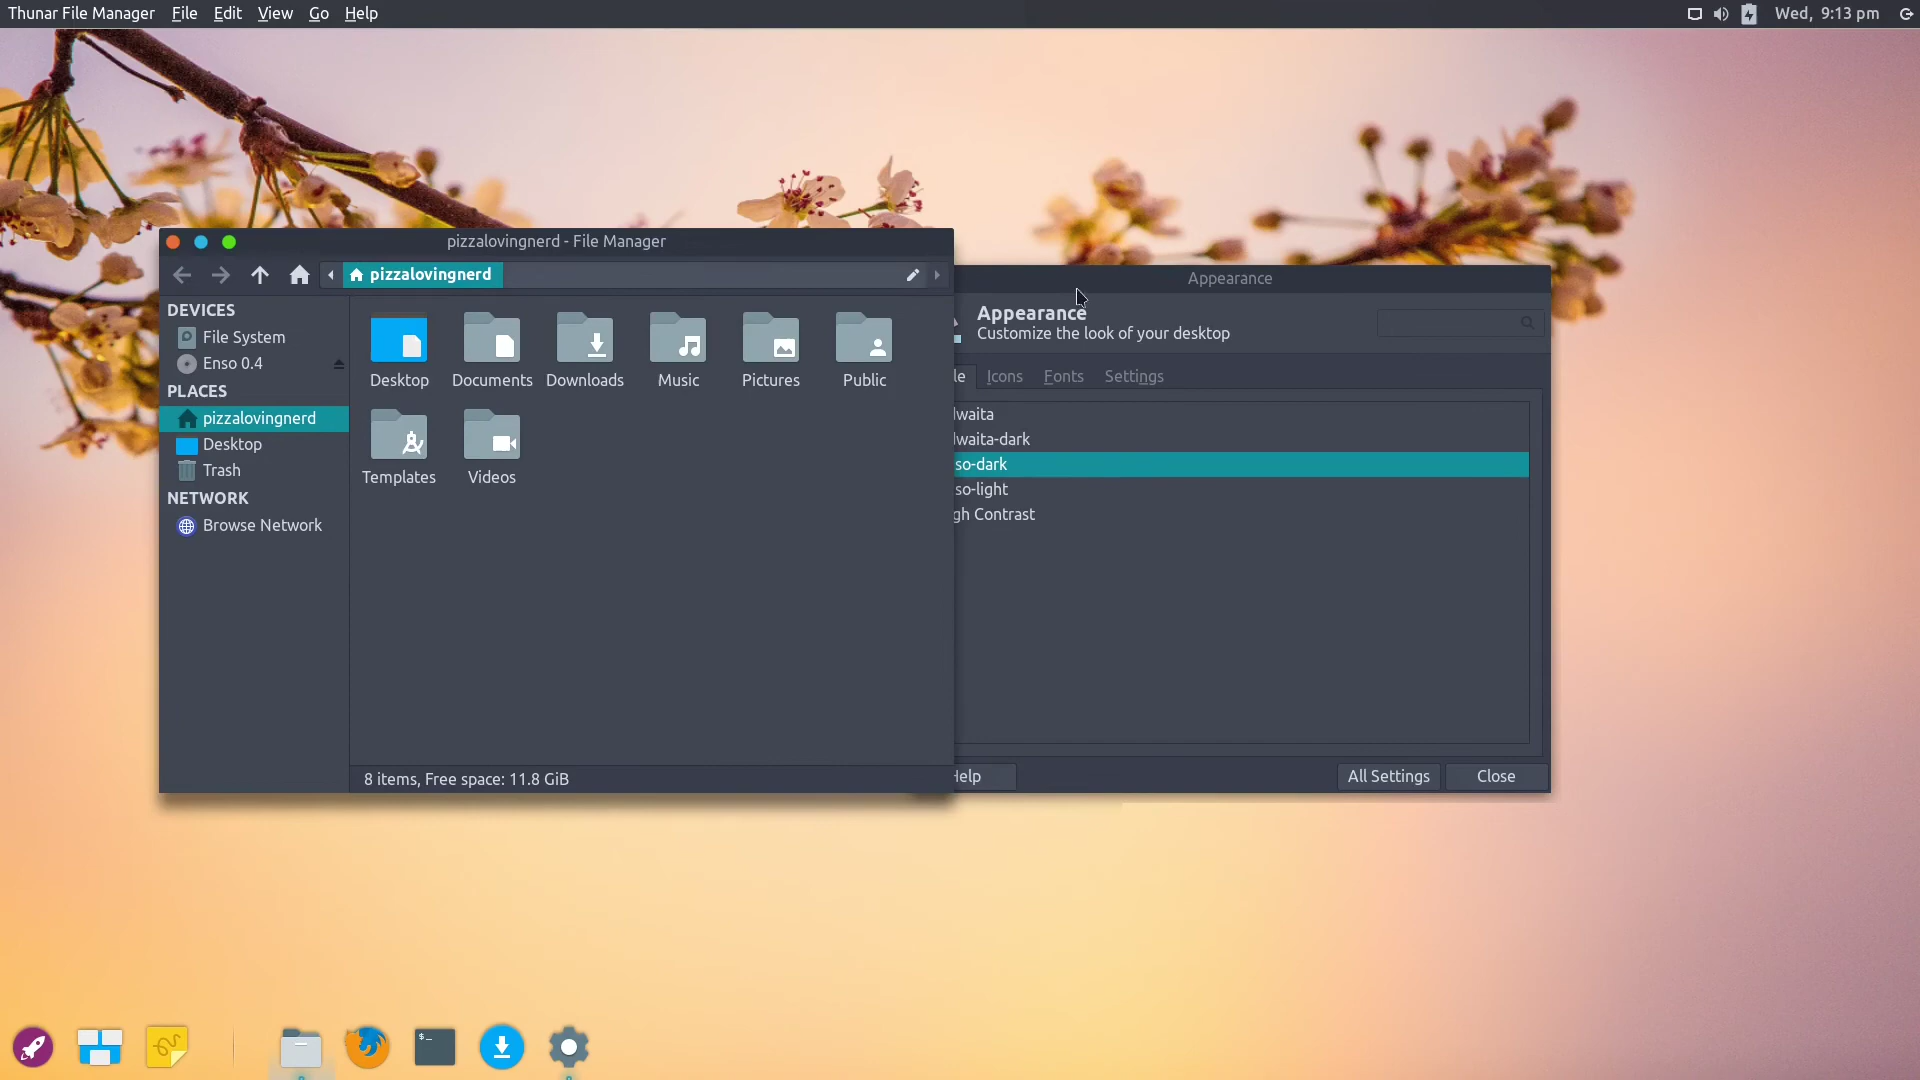 Thunar File Manager File Edit View Go Help
Wed, 9:13 pm
pizzalovingnerd - File Manager
pizzalovingnerd
DEVICES
File System
Enso 0.4
PLACES
pizzalovingnerd
Desktop
Trash
NETWORK
Browse Network
Desktop Documents Downloads Music Pictures Public
Templates Videos
8 items, Free space: 11.8 GiB
Appearance
Appearance
Customize the look of your desktop
le Icons Fonts Settings
dwaita
dwaita-dark
so-dark
so-light
gh Contrast
Help All Settings Close
$_